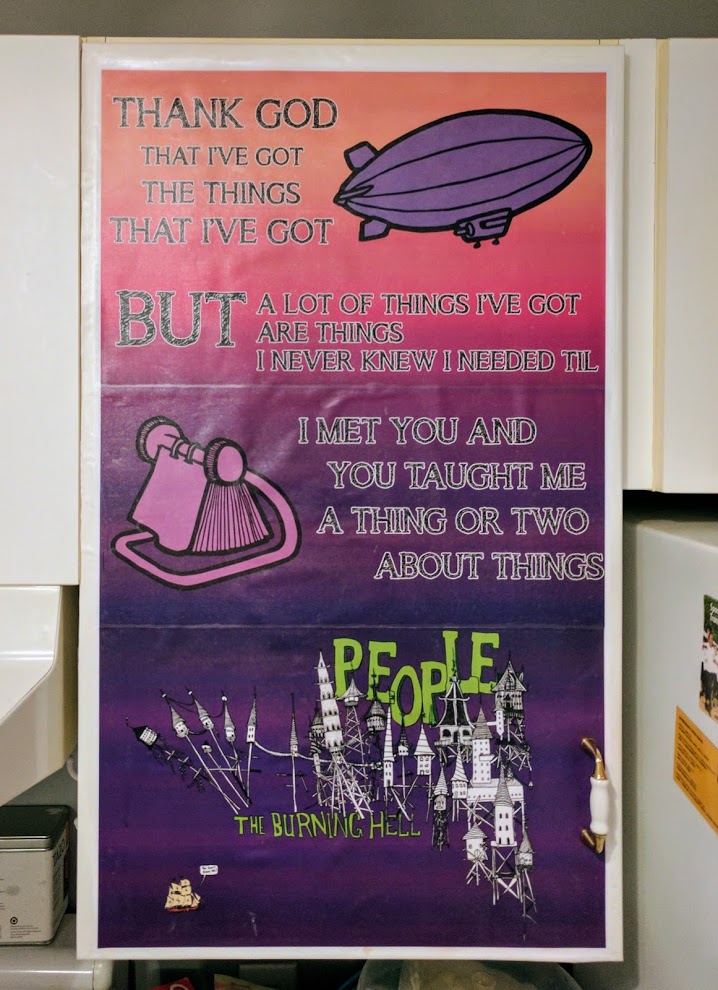 THANK GOD
THAT I'VE GOT
THE THINGS
THAT I'VE GOT
BUT
A LOT OF THINGS I'VE GOT
ARE THINGS
I NEVER KNEW I NEEDED TIL
I MET YOU AND
YOU TAUGHT ME
A THING OR TWO
ABOUT THINGS
PEOPLE
THE BURNING HELL